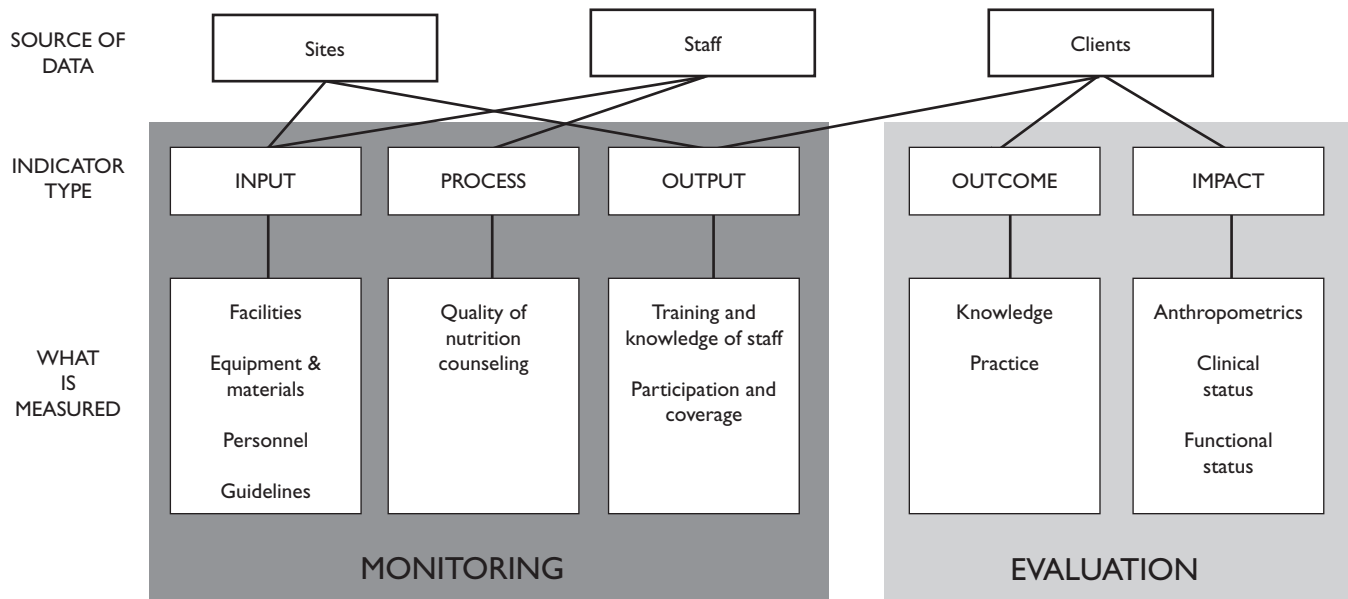 SOURCE OF
DATA
Sites
Staff
Clients
INDICATOR
TYPE
INPUT
PROCESS
OUTPUT
OUTCOME
IMPACT
WHAT
IS
MEASURED
Facilities
Equipment &
materials
Personnel
Guidelines
Quality of
nutrition
counseling
Training and
knowledge of staff
Participation and
coverage
Knowledge
Practice
Anthropometrics
Clinical
status
Functional
status
MONITORING
EVALUATION